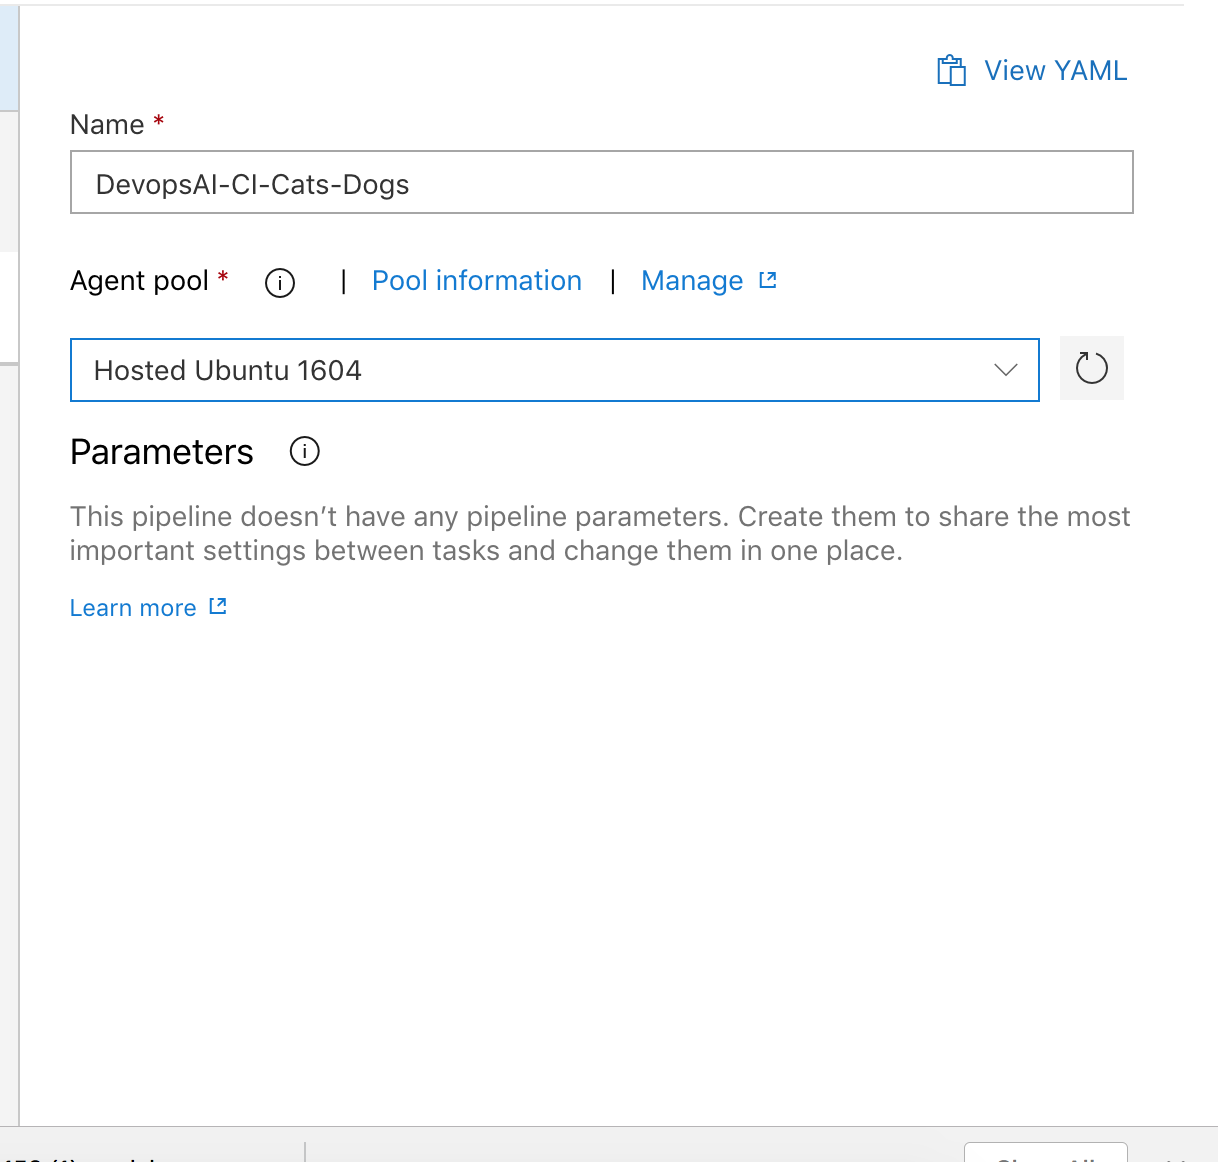 View YAML
Name *
DevopsAI-CI-Cats-Dogs
Agent pool * | Pool information | Manage
Hosted Ubuntu 1604
Parameters
This pipeline doesn't have any pipeline parameters. Create them to share the most
important settings between tasks and change them in one place.
Learn more